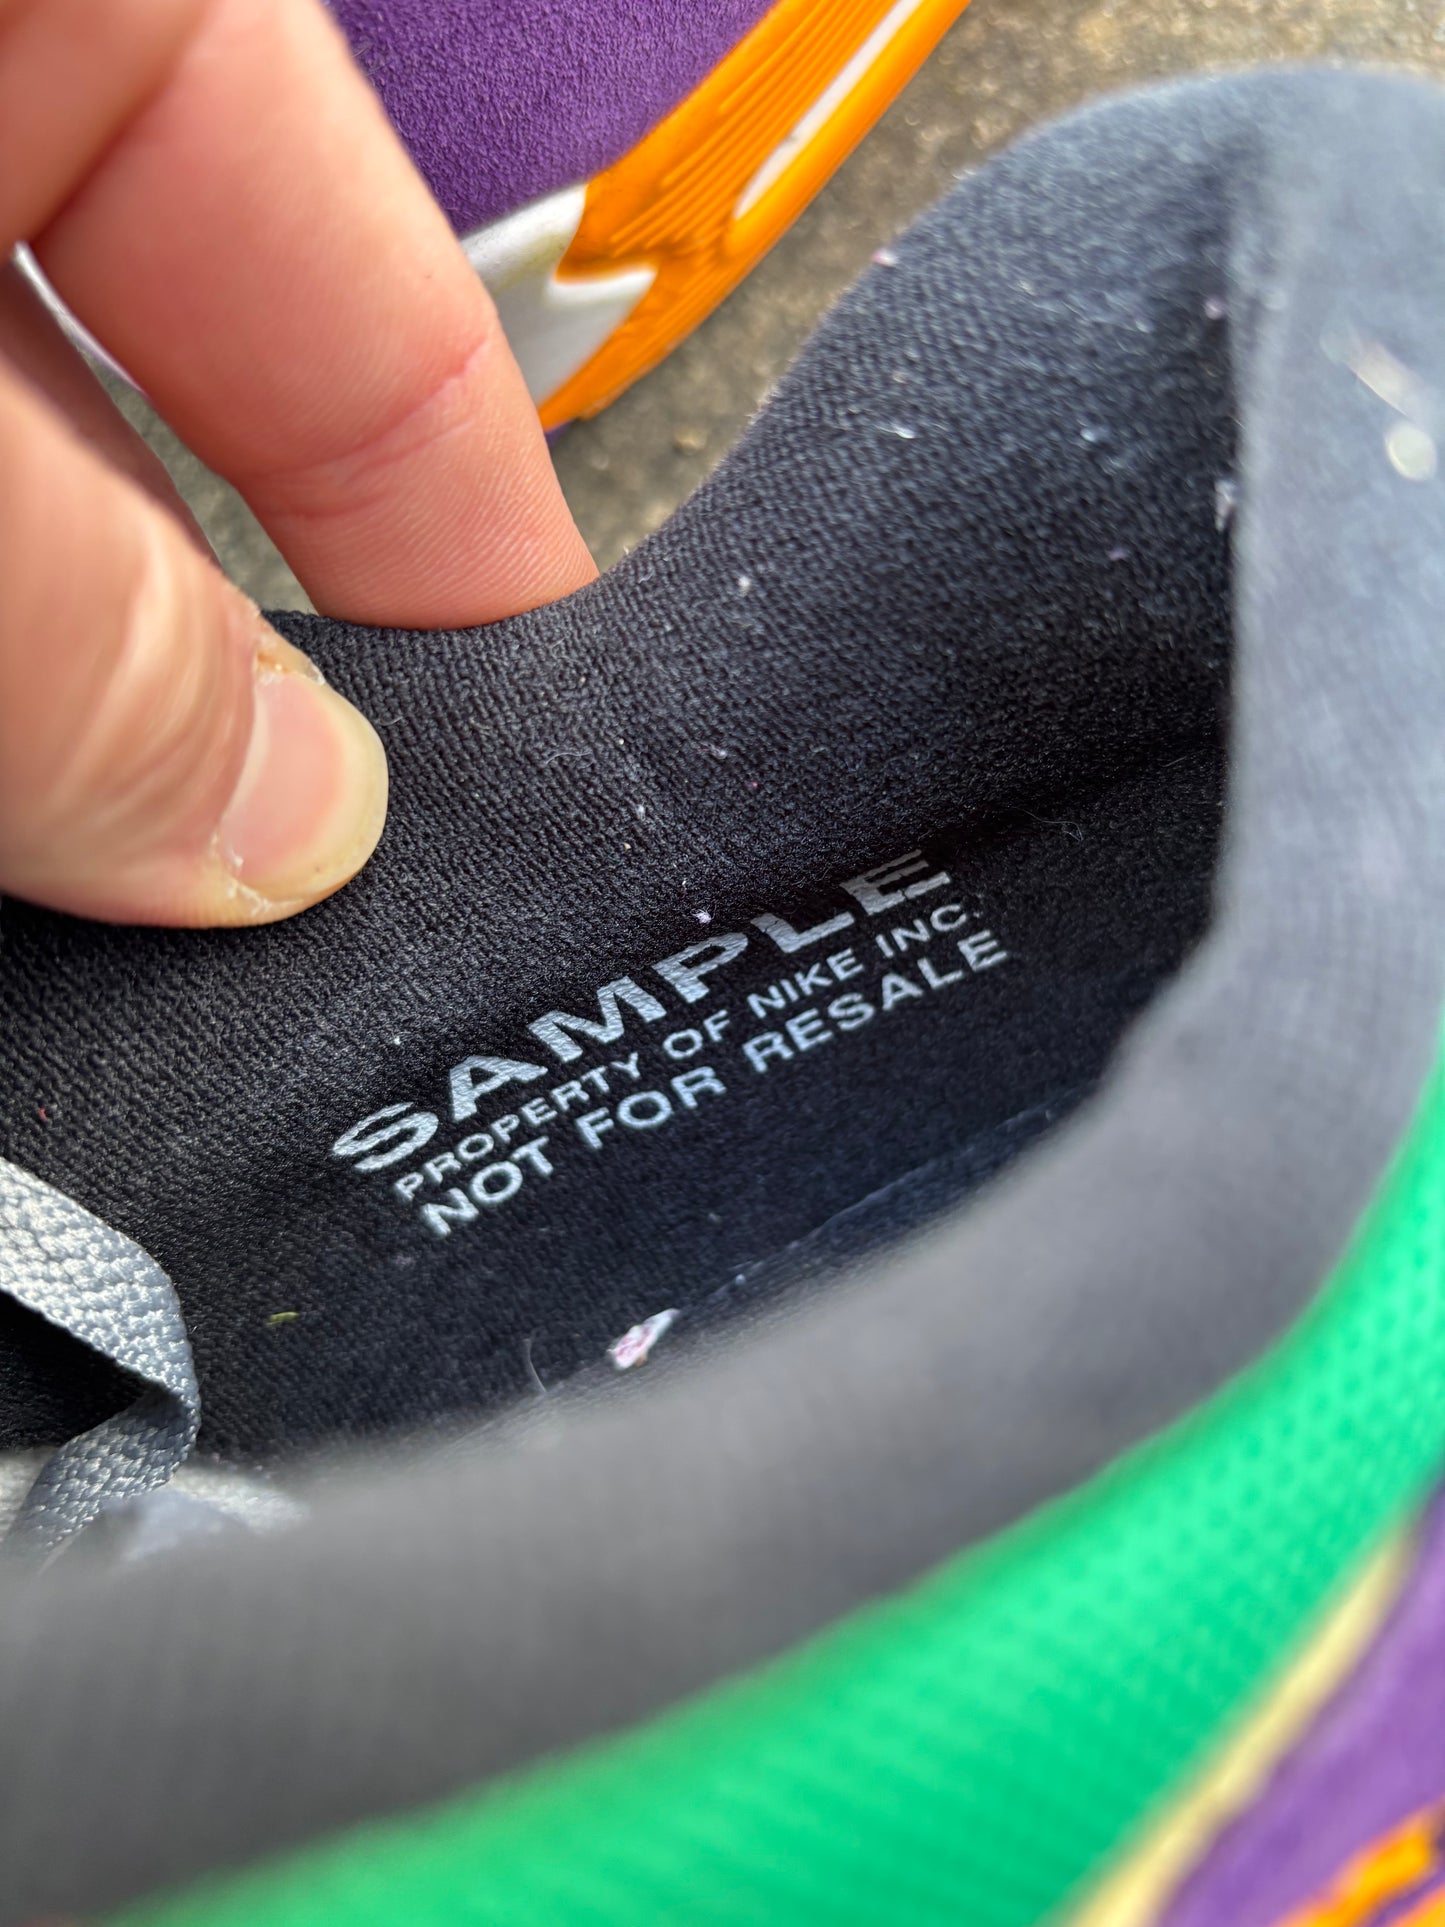 SAMPLE
PROPERTY OF NIKE INC.
NOT FOR RESALE